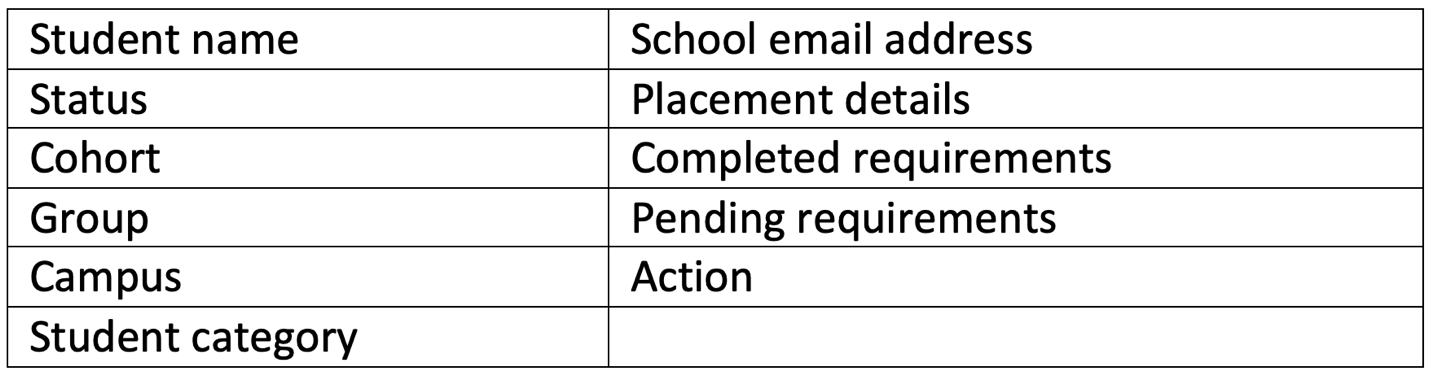 Student name
School email address
Status
Placement details
Cohort
Completed requirements
Group
Pending requirements
Campus
Action
Student category